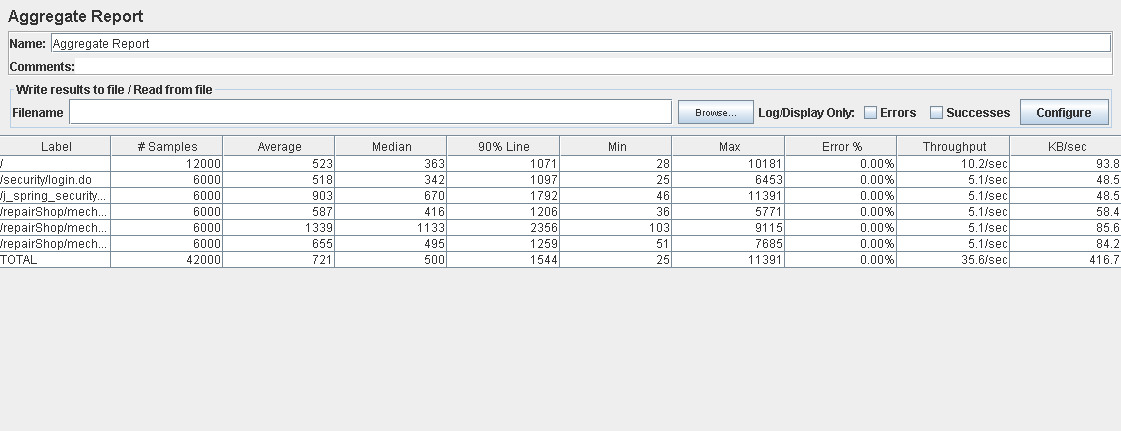 Aggregate Report
Name: Aggregate Report
Comments:
Write results to file / Read from file
Filename Browse... Log/Display Only: Errors Successes Configure
Label # Samples Average Median 90% Line Min Max Error % Throughput KB/sec
/ 12000 523 363 1071 28 10181 0.00% 10.2/sec 93.8
/security/login.do 6000 518 342 1097 25 6453 0.00% 5.1/sec 48.5
/j_spring_security... 6000 903 670 1792 46 11391 0.00% 5.1/sec 48.5
/repairShop/mech... 6000 587 416 1206 36 5771 0.00% 5.1/sec 58.4
/repairShop/mech... 6000 1339 1133 2356 103 9115 0.00% 5.1/sec 85.6
/repairShop/mech... 6000 655 495 1259 51 7685 0.00% 5.1/sec 84.2
TOTAL 42000 721 500 1544 25 11391 0.00% 35.6/sec 416.7